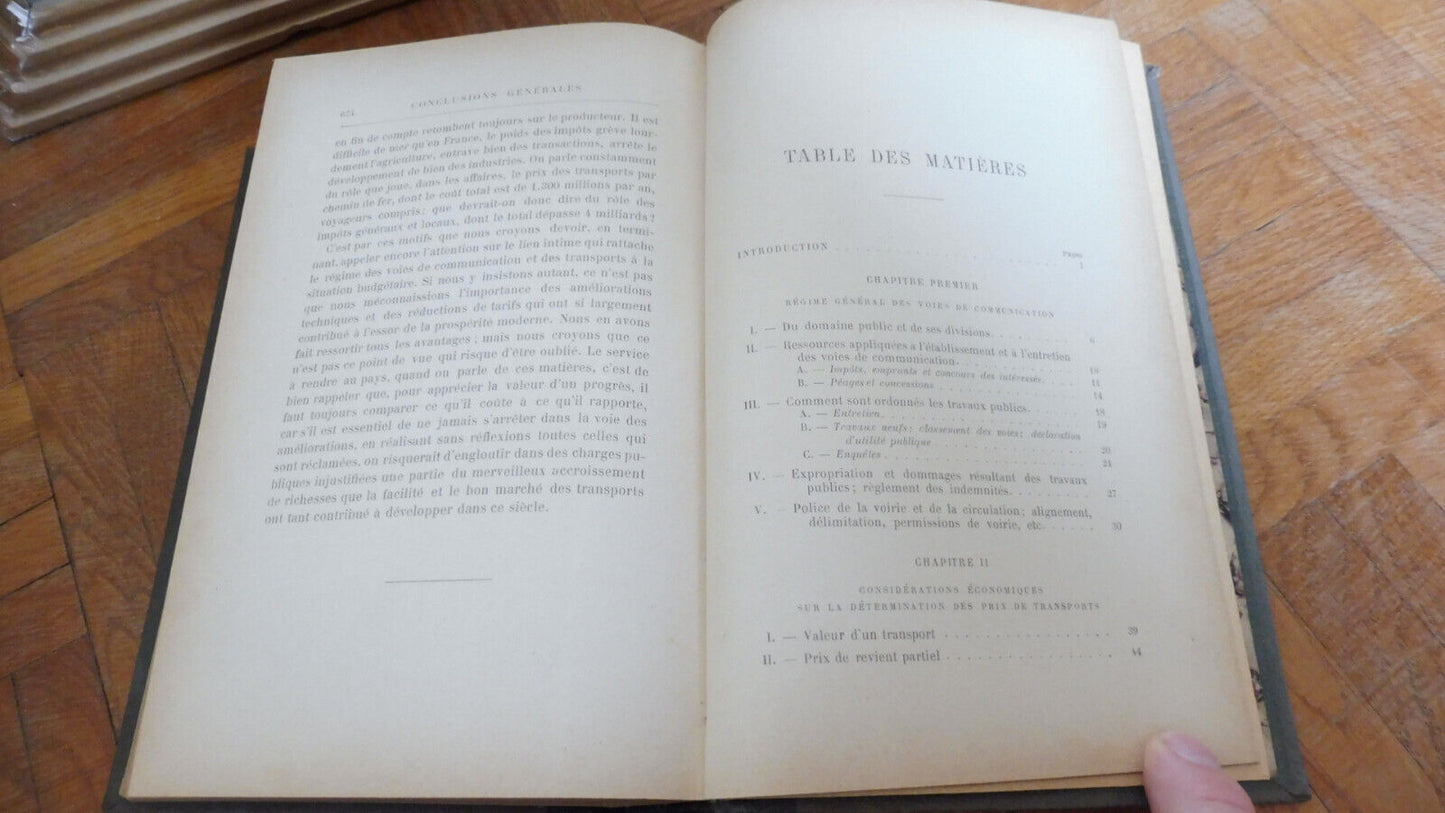 624 CONCLUSIONS GÉNÉRALES
en fin de compte retombent toujours sur le producteur. Il est
difficile de nier qu'en France, le poids des impôts grève lour-
dement l'agriculture, entrave bien des transactions, arrête le
développement de bien des industries. On parle constamment
du rôle que joue, dans les affaires, le prix des transports par
chemin de fer, dont le coût total est de 1,300 millions par an,
voyageurs compris; que devrait-on donc dire du rôle des
impôts généraux et locaux, dont le total dépasse 4 milliards?
C'est par ces motifs que nous croyons devoir, en termi-
nant, appeler encore l'attention sur le lien intime qui rattache
le régime des voies de communication et des transports à la
situation budgétaire. Si nous y insistons autant, ce n'est pas
que nous méconnaissions l'importance des améliorations
techniques et des réductions de tarifs qui ont si largement
contribué à l'essor de la prospérité moderne. Nous en avons
fait ressortir tous les avantages; mais nous croyons que ce
n'est pas ce point de vue qui risque d'être oublié. Le service
à rendre au pays, quand on parle de ces matières, c'est de
bien rappeler que, pour apprécier la valeur d'un progrès, il
faut toujours comparer ce qu'il coûte à ce qu'il rapporte,
car s'il est essentiel de ne jamais s'arrêter dans la voie des
améliorations, en réalisant sans réflexions toutes celles qui
sont réclamées, on risquerait d'engloutir dans des charges pu-
bliques injustifiées une partie du merveilleux accroissement
de richesses que la facilité et le bon marché des transports
ont tant contribué à développer dans ce siècle.
TABLE DES MATIÈRES
Pages
INTRODUCTION . . . . . . . . . . 1
CHAPITRE PREMIER
RÉGIME GÉNÉRAL DES VOIES DE COMMUNICATION
I. — Du domaine public et de ses divisions. . . . . . 6
II. — Ressources appliquées à l'établissement et à l'entretien
des voies de communication. . . . . . 10
A. — Impôts, emprunts et concours des intéressés. . . . 11
B. — Péages et concessions . . . . . . 14
III. — Comment sont ordonnés les travaux publics. . . . . 18
A. — Entretien. . . . . . . 19
B. — Travaux neufs; classement des voies; déclaration
d'utilité publique . . . . . . 20
C. — Enquêtes . . . . . . 24
IV. — Expropriation et dommages résultant des travaux
publics; règlement des indemnités. . . . . . 27
V. — Police de la voirie et de la circulation; alignement,
délimitation, permissions de voirie, etc. . . . . . 30
CHAPITRE II
CONSIDÉRATIONS ÉCONOMIQUES
SUR LA DÉTERMINATION DES PRIX DE TRANSPORTS
I. — Valeur d'un transport . . . . . . 39
II. — Prix de revient partiel . . . . . . 44